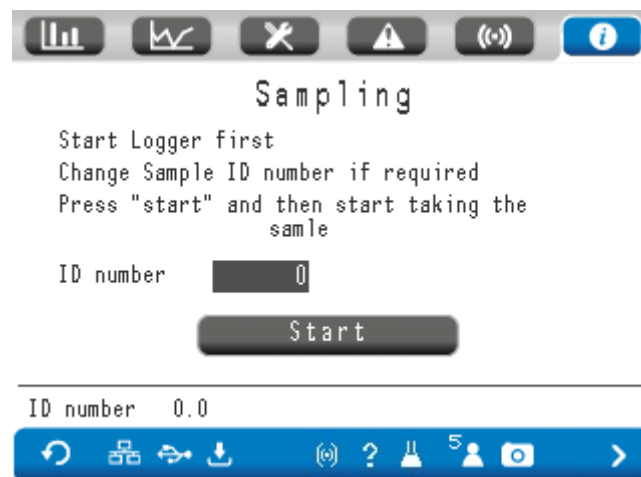 Sampling
Start Logger first
Change Sample ID number if required
Press "start" and then start taking the
samle
ID number 0
Start
ID number 0.0
? 5